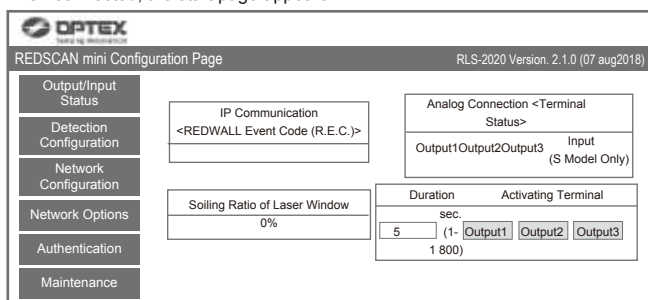 OPTEX
REDSCAN mini Configuration Page
RLS-2020 Version. 2.1.0 (07 aug2018)
Output/Input
Status
Detection
Configuration
Network
Configuration
Network Options
Authentication
Maintenance
IP Communication
<REDWALL Event Code (R.E.C.)>
Analog Connection <Terminal
Status>
Output1Output2Output3
Input
(S Model Only)
Soiling Ratio of Laser Window
0%
Duration
Activating Terminal
5
sec.
(1-
1 800)
Output1
Output2
Output3